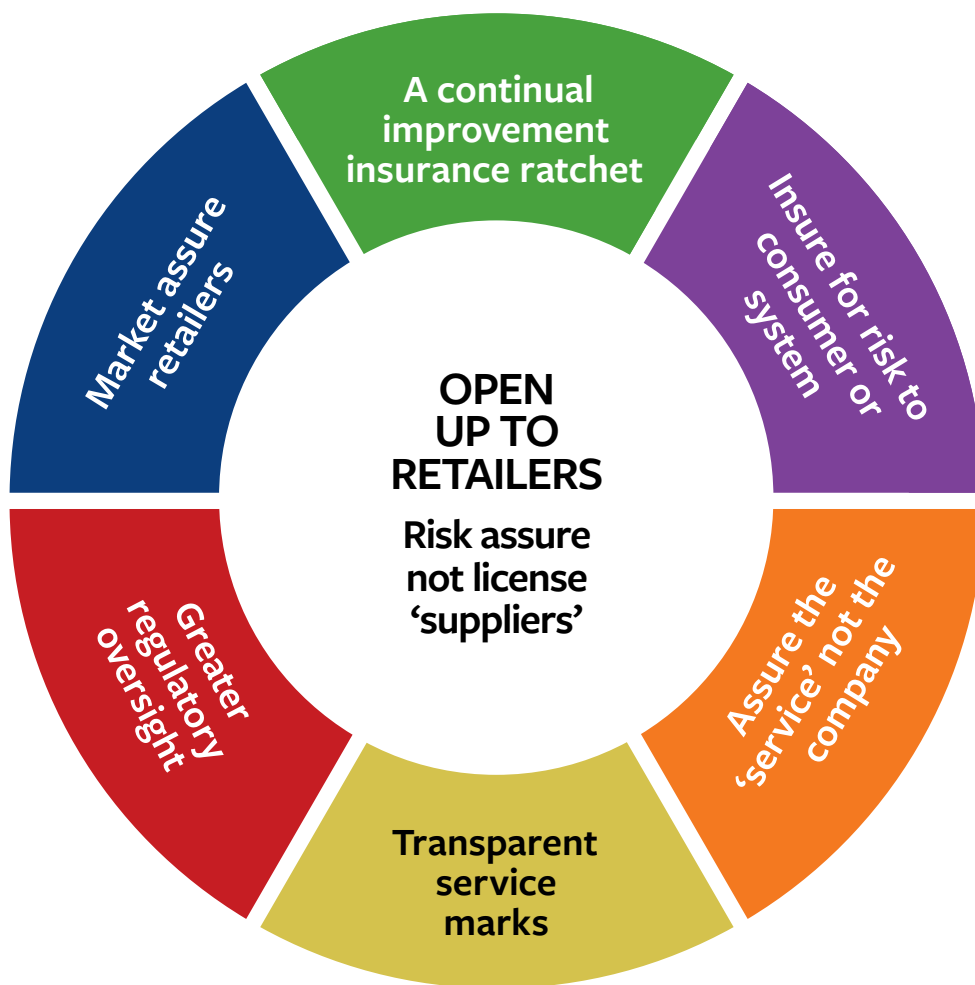 A continual
improvement
insurance ratchet
Insure for risk to
consumer or
system
Assure the
‘service’ not the
company
Transparent
service
marks
Greater
regulatory
oversight
Market assure
retailers
OPEN
UP TO
RETAILERS
Risk assure
not license
‘suppliers’